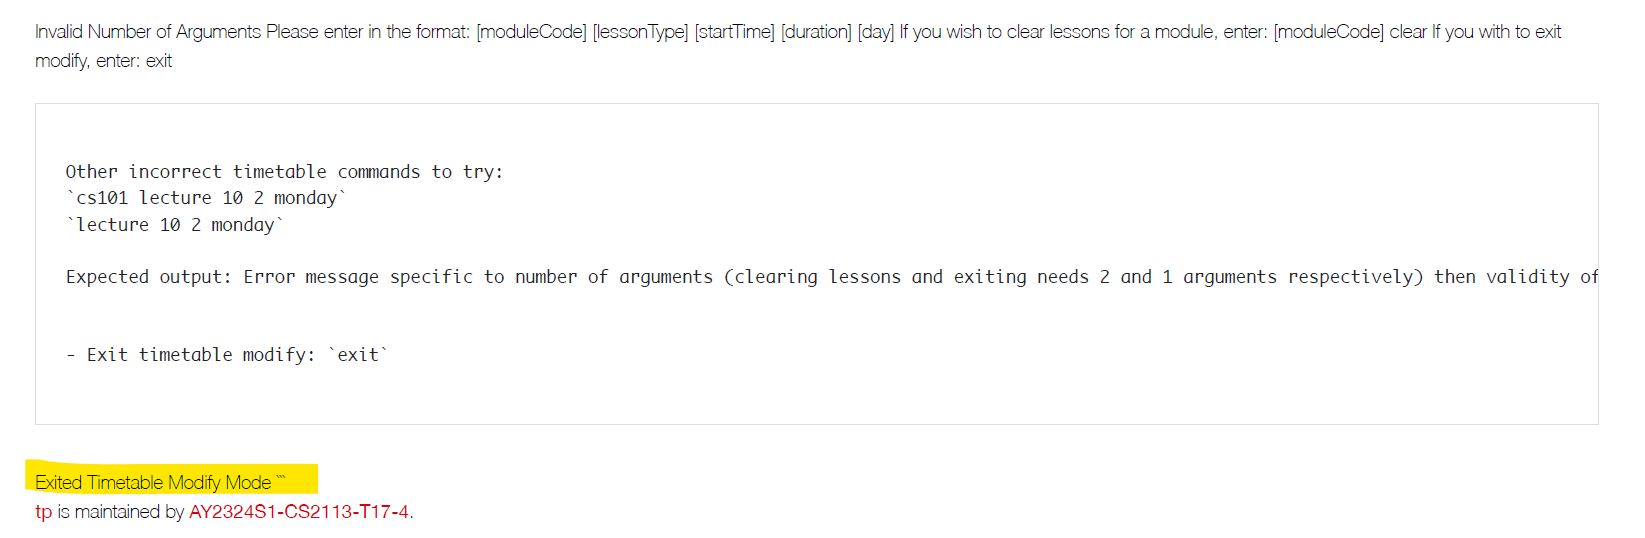 Invalid Number of Arguments Please enter in the format: [moduleCode] [lessonType] [startTime] [duration] [day] If you wish to clear lessons for a module, enter: [moduleCode] clear If you with to exit
modify, enter: exit
Other incorrect timetable commands to try:
`cs101 lecture 10 2 monday`
`lecture 10 2 monday`
Expected output: Error message specific to number of arguments (clearing lessons and exiting needs 2 and 1 arguments respectively) then validity of
- Exit timetable modify: `exit`
Exited Timetable Modify Mode ```
tp is maintained by AY2324S1-CS2113-T17-4.